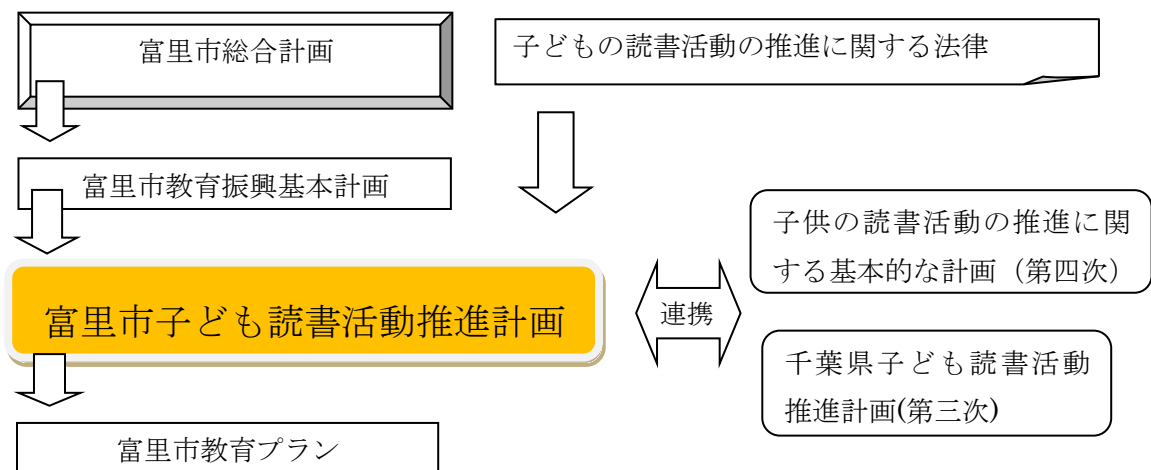 富里市総合計画
子どもの読書活動の推進に関する法律
富里市教育振興基本計画
子供の読書活動の推進に関
する基本的な計画（第四次）
富里市子ども読書活動推進計画
連携
千葉県子ども読書活動
推進計画(第三次)
富里市教育プラン